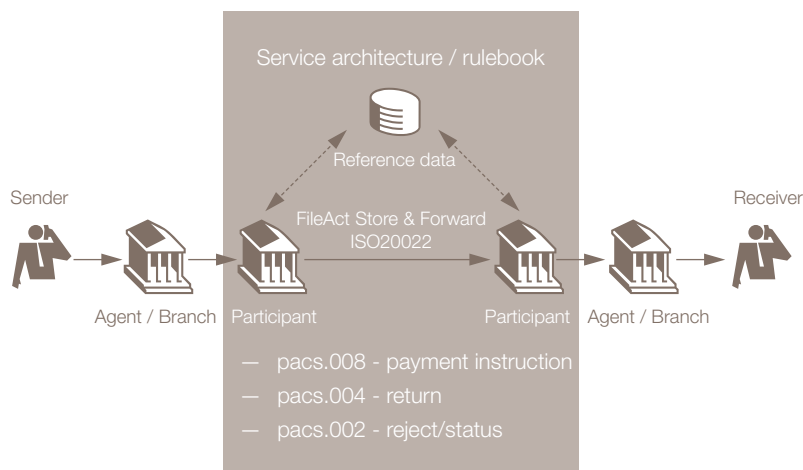 Service architecture / rulebook
Reference data
Sender
Receiver
FileAct Store & Forward
ISO20022
Agent / Branch
Participant
Participant
Agent / Branch
— pacs.008 - payment instruction
— pacs.004 - return
— pacs.002 - reject/status